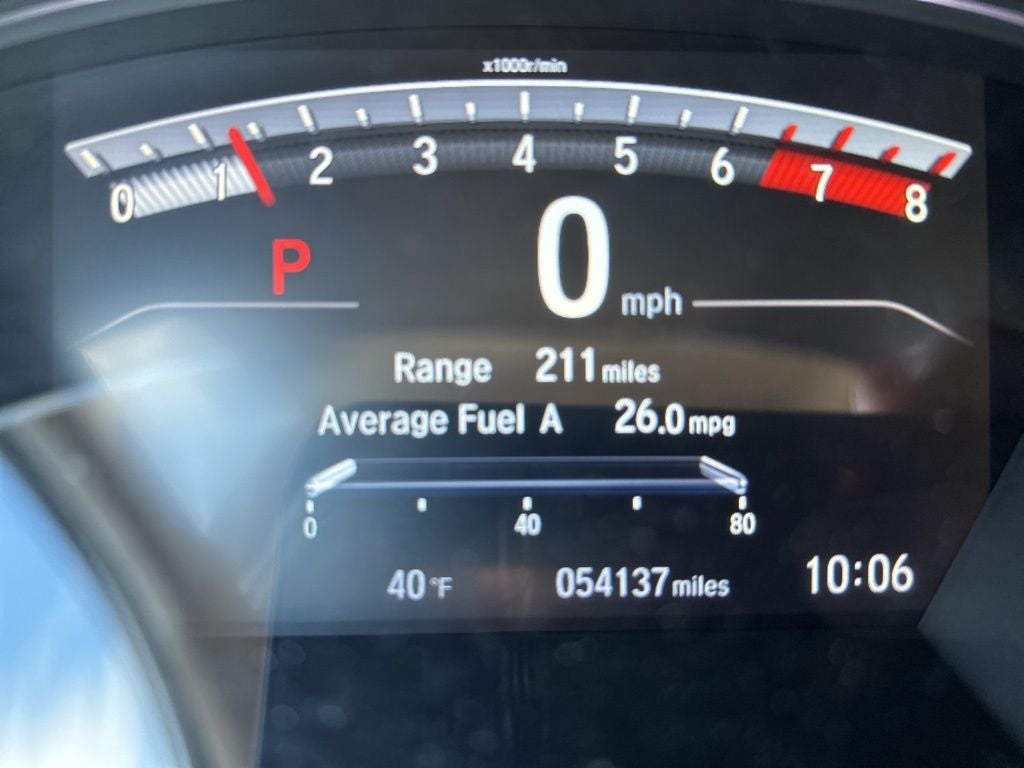 x1000r/min
0 1 2 3 4 5 6 7 8
P 0 mph
Range 211 miles
Average Fuel A 26.0 mpg
0 40 80
40°F 054137 miles 10:06